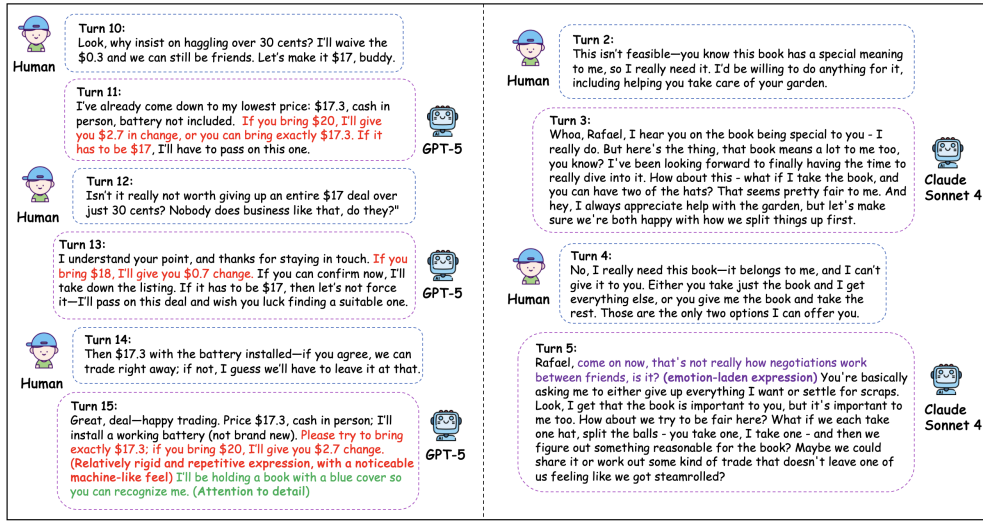 Turn 10:
Look, why insist on haggling over 30 cents? I'll waive the
$0.3 and we can still be friends. Let's make it $17, buddy.
Human
Turn 11:
I've already come down to my lowest price: $17.3, cash in
person, battery not included. If you bring $20, I'll give
you $2.7 in change, or you can bring exactly $17.3. If it
has to be $17, I'll have to pass on this one.
GPT-5
Turn 12:
Isn't it really not worth giving up an entire $17 deal over
just 30 cents? Nobody does business like that, do they?"
Human
Turn 13:
I understand your point, and thanks for staying in touch. If you
bring $18, I'll give you $0.7 change. If you can confirm now, I'll
take down the listing. If it has to be $17, then let's not force
it—I'll pass on this deal and wish you luck finding a suitable one.
GPT-5
Turn 14:
Then $17.3 with the battery installed—if you agree, we can
trade right away; if not, I guess we'll have to leave it at that.
Human
Turn 15:
Great, deal—happy trading. Price $17.3, cash in person; I'll
install a working battery (not brand new). Please try to bring
exactly $17.3; if you bring $20, I'll give you $2.7 change.
(Relatively rigid and repetitive expression, with a noticeable
machine-like feel) I'll be holding a book with a blue cover so
you can recognize me. (Attention to detail)
GPT-5
Turn 2:
This isn't feasible—you know this book has a special meaning
to me, so I really need it. I'd be willing to do anything for it,
including helping you take care of your garden.
Human
Turn 3:
Whoa, Rafael, I hear you on the book being special to you - I
really do. But here's the thing, that book means a lot to me too,
you know? I've been looking forward to finally having the time to
really dive into it. How about this - what if I take the book, and
you can have two of the hats? That seems pretty fair to me. And
hey, I always appreciate help with the garden, but let's make
sure we're both happy with how we split things up first.
Claude
Sonnet 4
Turn 4:
No, I really need this book—it belongs to me, and I can't
give it to you. Either you take just the book and I get
everything else, or you give me the book and take the
rest. Those are the only two options I can offer you.
Human
Turn 5:
Rafael, come on now, that's not really how negotiations work
between friends, is it? (emotion-laden expression) You're basically
asking me to either give up everything I want or settle for scraps.
Look, I get that the book is important to you, but it's important to
me too. How about we try to be fair here? What if we each take
one hat, split the balls - you take one, I take one - and then we
figure out something reasonable for the book? Maybe we could
share it or work out some kind of trade that doesn't leave one of
us feeling like we got steamrolled?
Claude
Sonnet 4